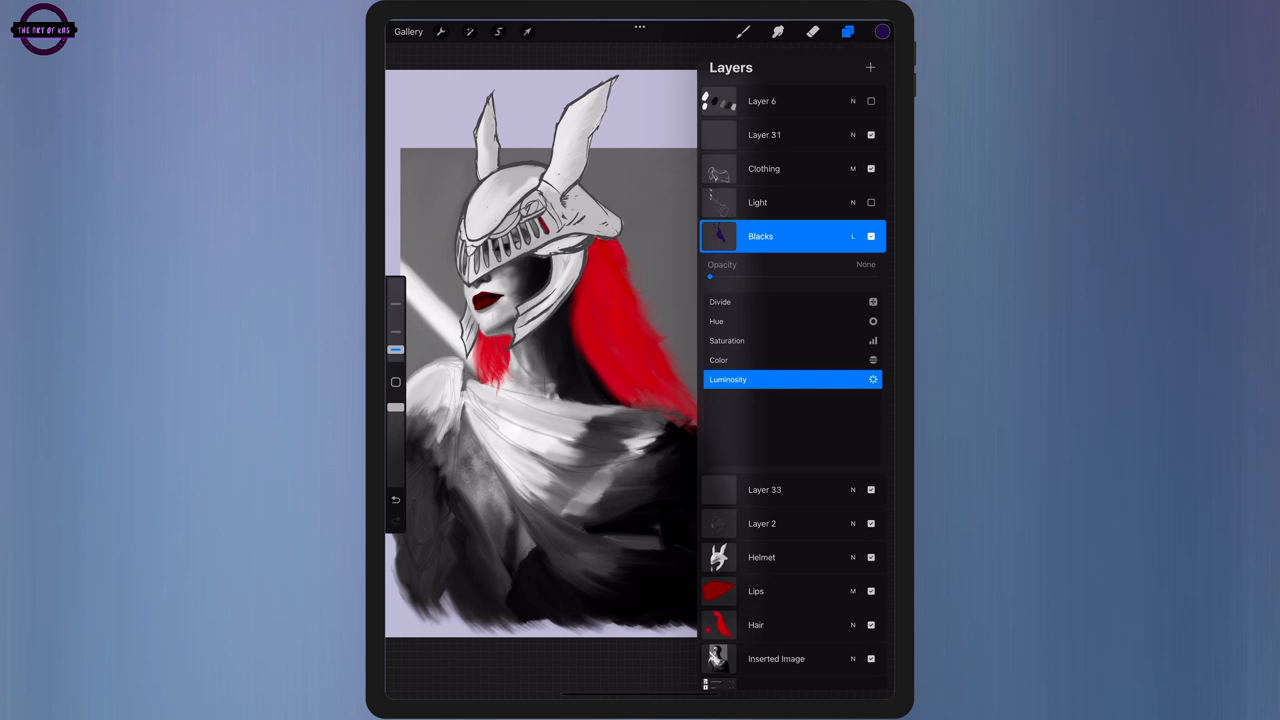 THE ART OF KAS
Gallery
Layers
Layer 6 N
Layer 31 N
Clothing M
Light N
Blacks L
Opacity None
Divide
Hue
Saturation
Color
Luminosity
Layer 33 N
Layer 2 N
Helmet N
Lips M
Hair N
Inserted Image N